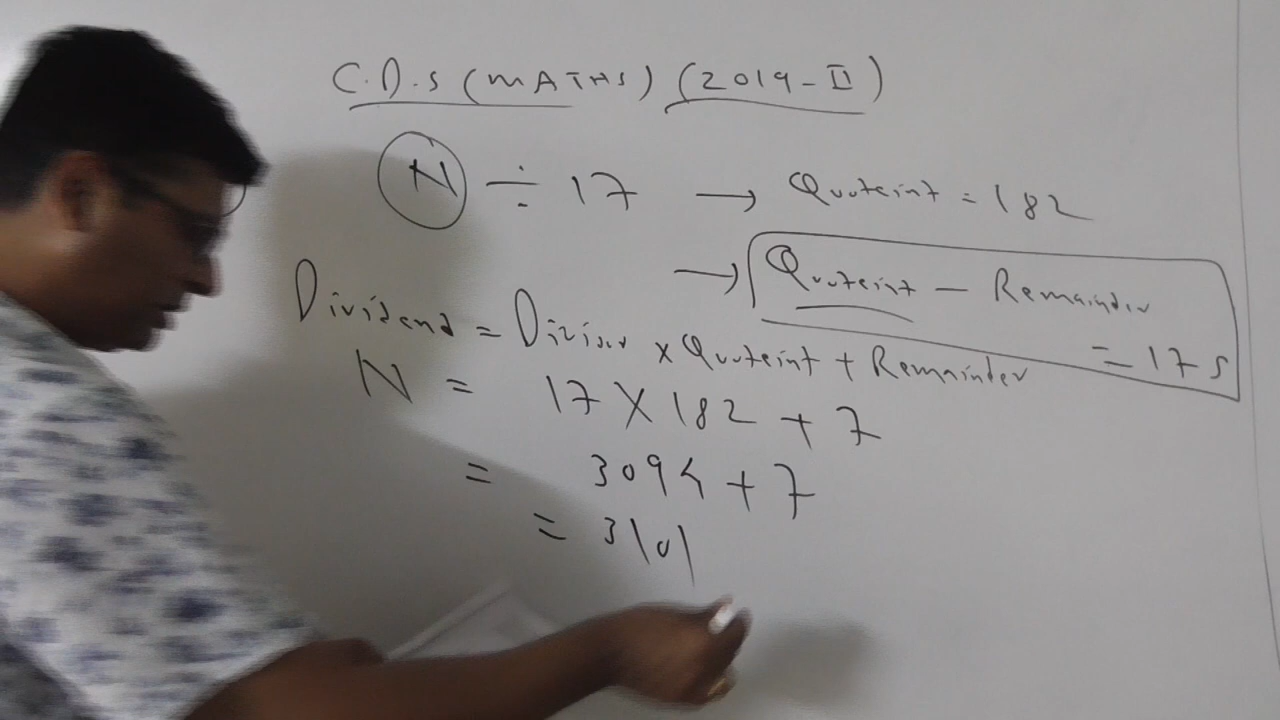 C.D.S (MATHS) (2019-II)
N ÷ 17 → Quoteint = 182
→ Quoteint - Remainder
= 175
Dividend = Divisor x Quoteint + Remainder
N = 17 X 182 + 7
= 3094 + 7
= 3101